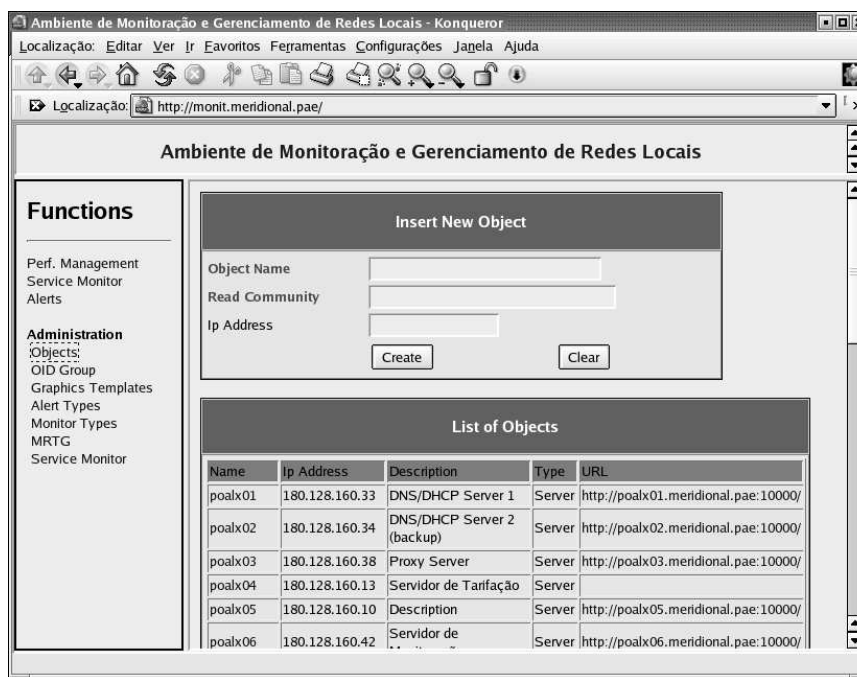 Ambiente de Monitoração e Gerenciamento de Redes Locais - Konqueror
Localização: Editar Ver Ir Favoritos Ferramentas Configurações Janela Ajuda
Localização: http://monit.meridional.pae/
Ambiente de Monitoração e Gerenciamento de Redes Locais
Functions
Perf. Management
Service Monitor
Alerts
Administration
Objects
OID Group
Graphics Templates
Alert Types
Monitor Types
MRTG
Service Monitor
Insert New Object
Object Name
Read Community
Ip Address
Create Clear
List of Objects
Name Ip Address Description Type URL
poalx01 180.128.160.33 DNS/DHCP Server 1 Server http://poalx01.meridional.pae:10000/
poalx02 180.128.160.34 DNS/DHCP Server 2 (backup) Server http://poalx02.meridional.pae:10000/
poalx03 180.128.160.38 Proxy Server Server http://poalx03.meridional.pae:10000/
poalx04 180.128.160.13 Servidor de Tarifação Server
poalx05 180.128.160.10 Description Server http://poalx05.meridional.pae:10000/
poalx06 180.128.160.42 Servidor de Server http://poalx06.meridional.pae:10000/